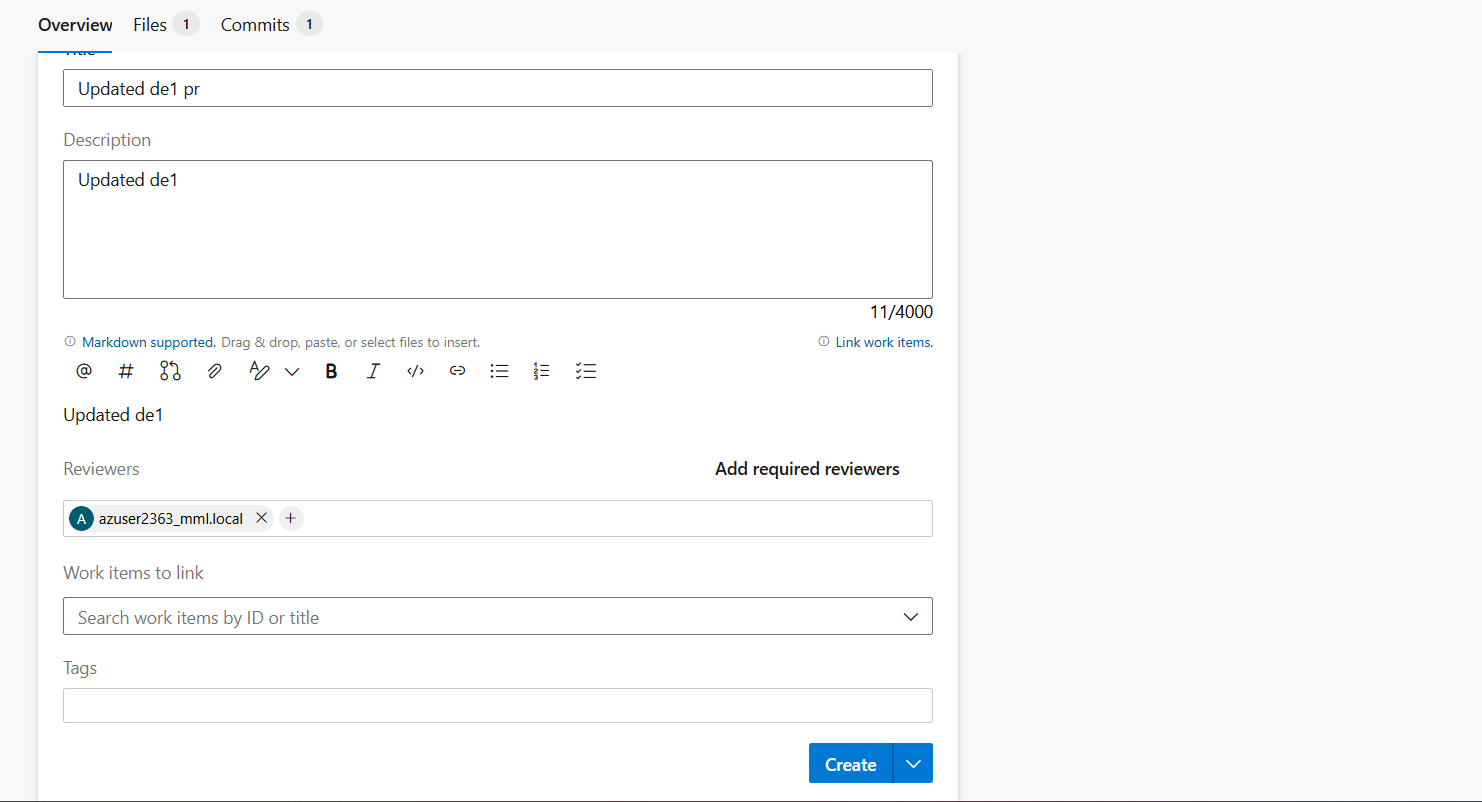 Overview Files 1 Commits 1
Title
Updated de1 pr
Description
Updated de1
11/4000
Markdown supported. Drag & drop, paste, or select files to insert. Link work items.
Updated de1
Reviewers Add required reviewers
A azuser2363_mml.local
Work items to link
Search work items by ID or title
Tags
Create